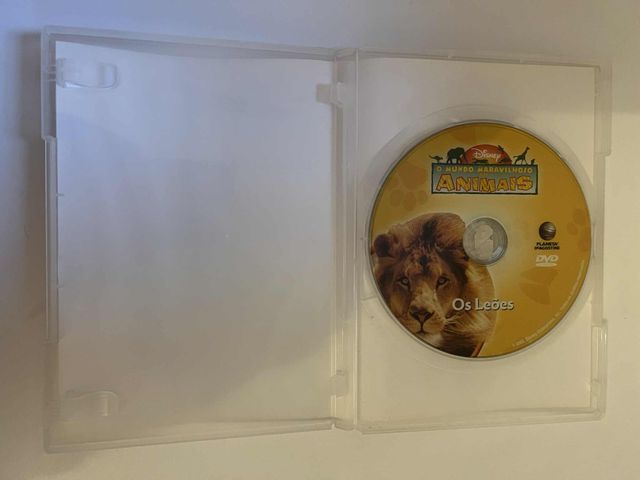 Disney
O MUNDO MARAVILHOSO
ANIMAIS
PLANETA
DeAGOSTINI
DVD
Os Leões